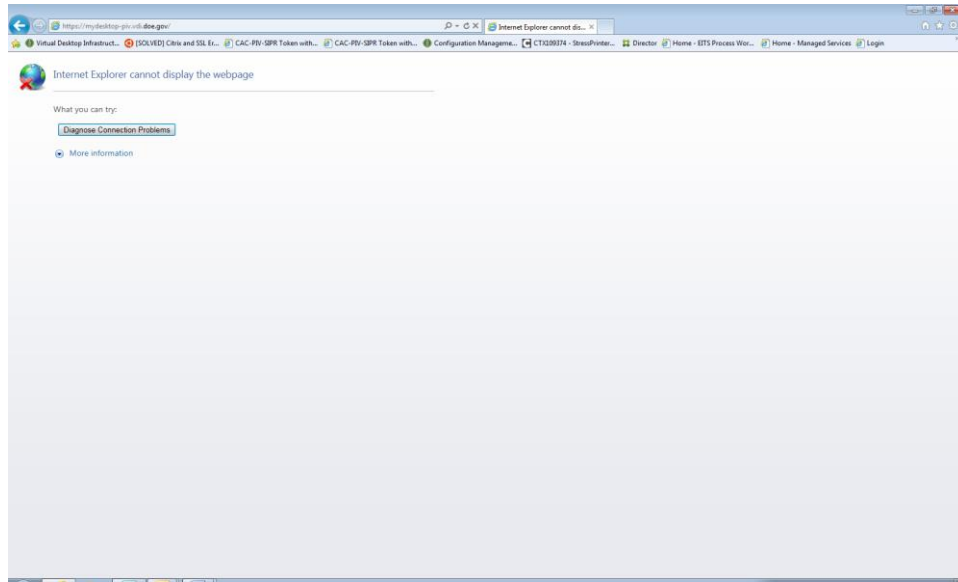 https://mydesktop-piv.vdi.doe.gov/
Internet Explorer cannot dis...
Virtual Desktop Infrastruct... [SOLVED] Citrix and SSL Er... CAC-PIV-SIPR Token with... CAC-PIV-SIPR Token with... Configuration Manageme... CTX109374 - StressPrinter... Director Home - EITS Process Wor... Home - Managed Services Login
Internet Explorer cannot display the webpage
What you can try:
Diagnose Connection Problems
More information